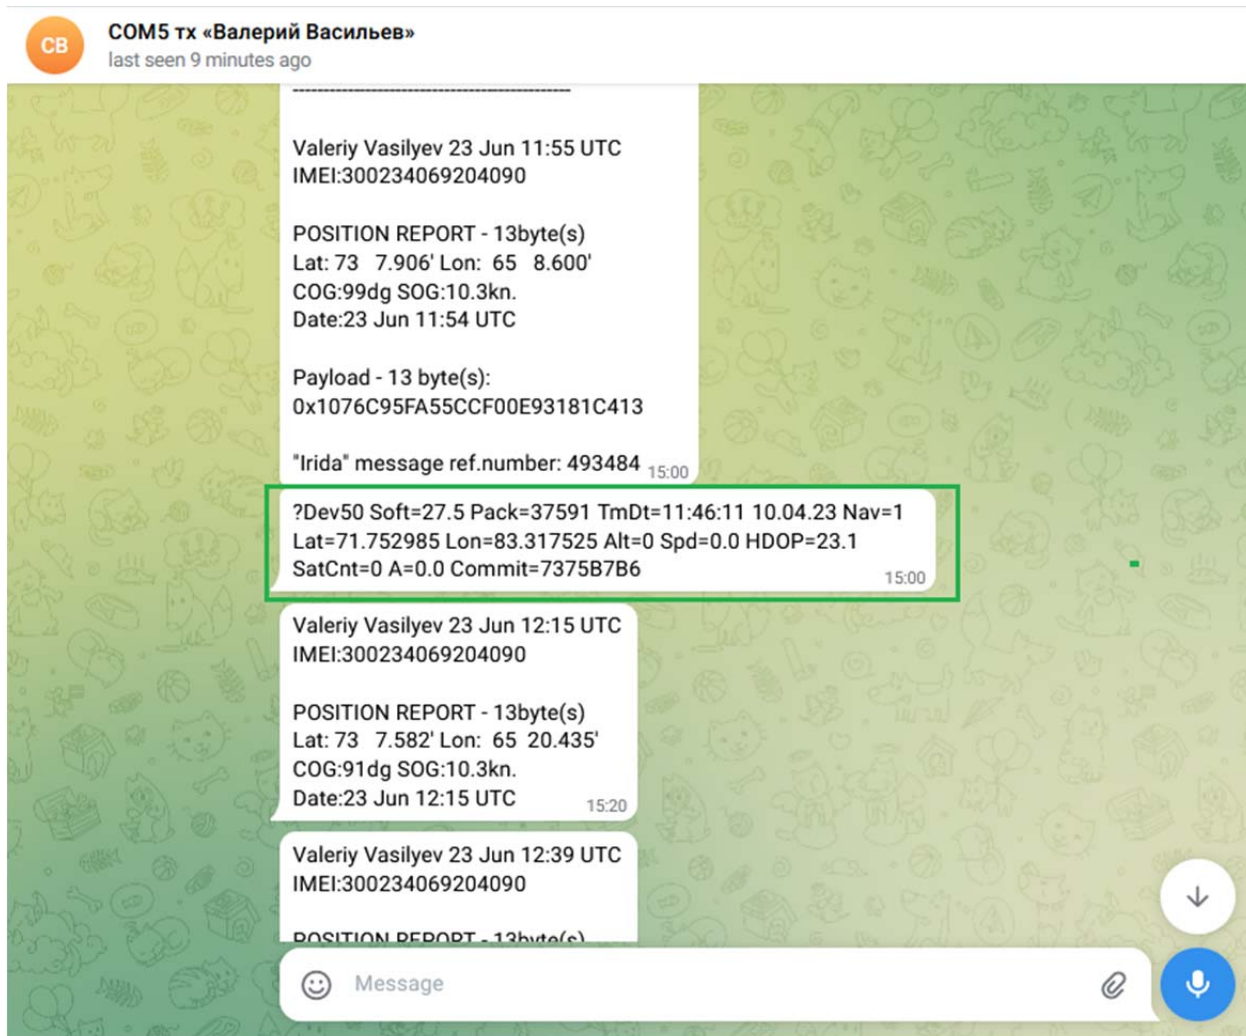 СВ
COM5 тх «Валерий Васильев»
last seen 9 minutes ago
Valeriy Vasilyev 23 Jun 11:55 UTC
IMEI:300234069204090
POSITION REPORT - 13byte(s)
Lat: 73 7.906' Lon: 65 8.600'
COG:99dg SOG:10.3kn.
Date:23 Jun 11:54 UTC
Payload - 13 byte(s):
0x1076C95FA55CCF00E93181C413
"Irida" message ref.number: 493484 15:00
?Dev50 Soft=27.5 Pack=37591 TmDt=11:46:11 10.04.23 Nav=1
Lat=71.752985 Lon=83.317525 Alt=0 Spd=0.0 HDOP=23.1
SatCnt=0 A=0.0 Commit=7375B7B6 15:00
Valeriy Vasilyev 23 Jun 12:15 UTC
IMEI:300234069204090
POSITION REPORT - 13byte(s)
Lat: 73 7.582' Lon: 65 20.435'
COG:91dg SOG:10.3kn.
Date:23 Jun 12:15 UTC 15:20
Valeriy Vasilyev 23 Jun 12:39 UTC
IMEI:300234069204090
POSITION REPORT - 13byte(s)
Message